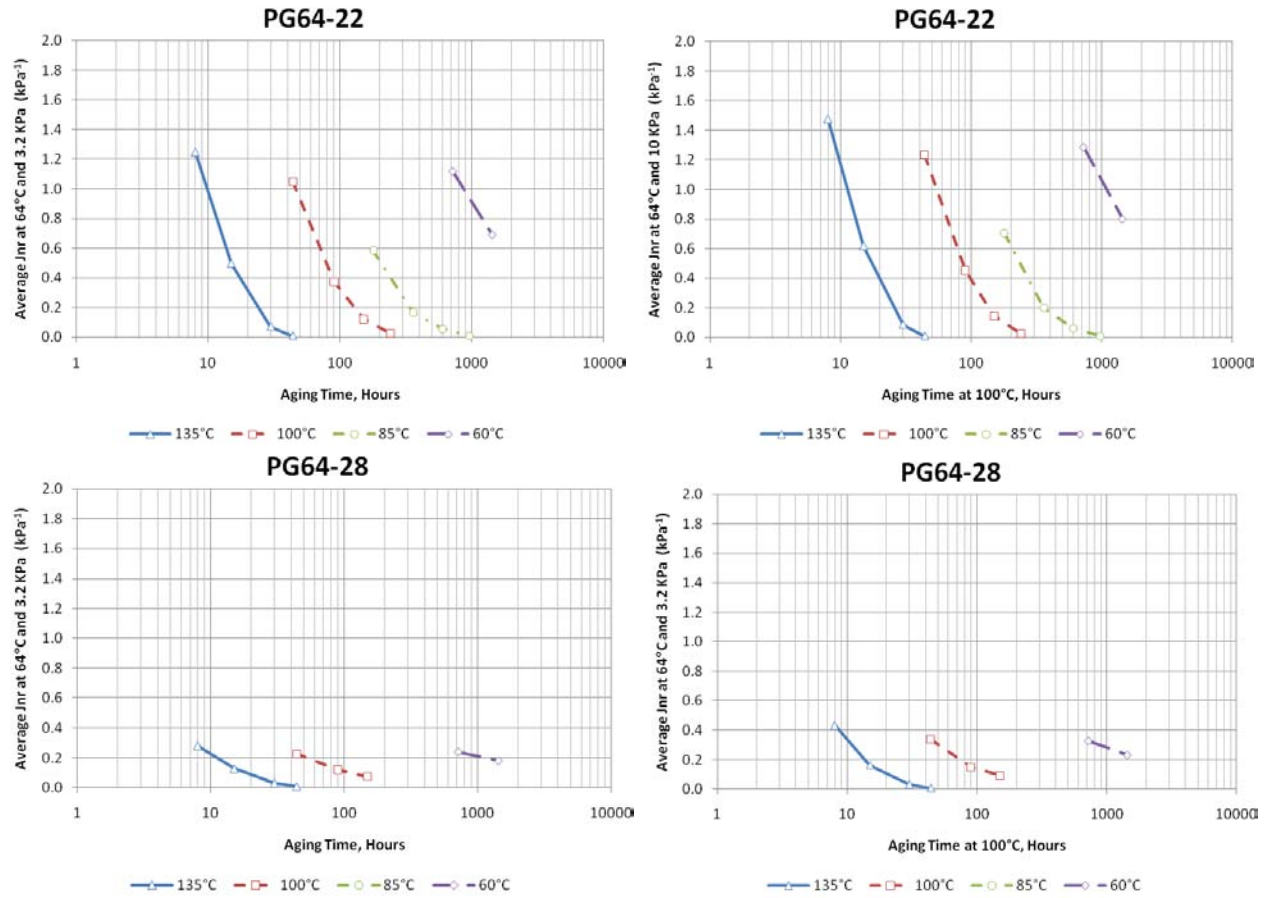 PG64-22
Average Jnr at 64°C and 3.2 KPa (kPa⁻¹)
2.0
1.8
1.6
1.4
1.2
1.0
0.8
0.6
0.4
0.2
0.0
1 10 100 1000 10000
Aging Time, Hours
135°C 100°C 85°C 60°C
PG64-22
Average Jnr at 64°C and 10 KPa (kPa⁻¹)
2.0
1.8
1.6
1.4
1.2
1.0
0.8
0.6
0.4
0.2
0.0
1 10 100 1000 10000
Aging Time at 100°C, Hours
135°C 100°C 85°C 60°C
PG64-28
Average Jnr at 64°C and 3.2 KPa (kPa⁻¹)
2.0
1.8
1.6
1.4
1.2
1.0
0.8
0.6
0.4
0.2
0.0
1 10 100 1000 10000
Aging Time, Hours
135°C 100°C 85°C 60°C
PG64-28
Average Jnr at 64°C and 3.2 KPa (kPa⁻¹)
2.0
1.8
1.6
1.4
1.2
1.0
0.8
0.6
0.4
0.2
0.0
1 10 100 1000 10000
Aging Time at 100°C, Hours
135°C 100°C 85°C 60°C